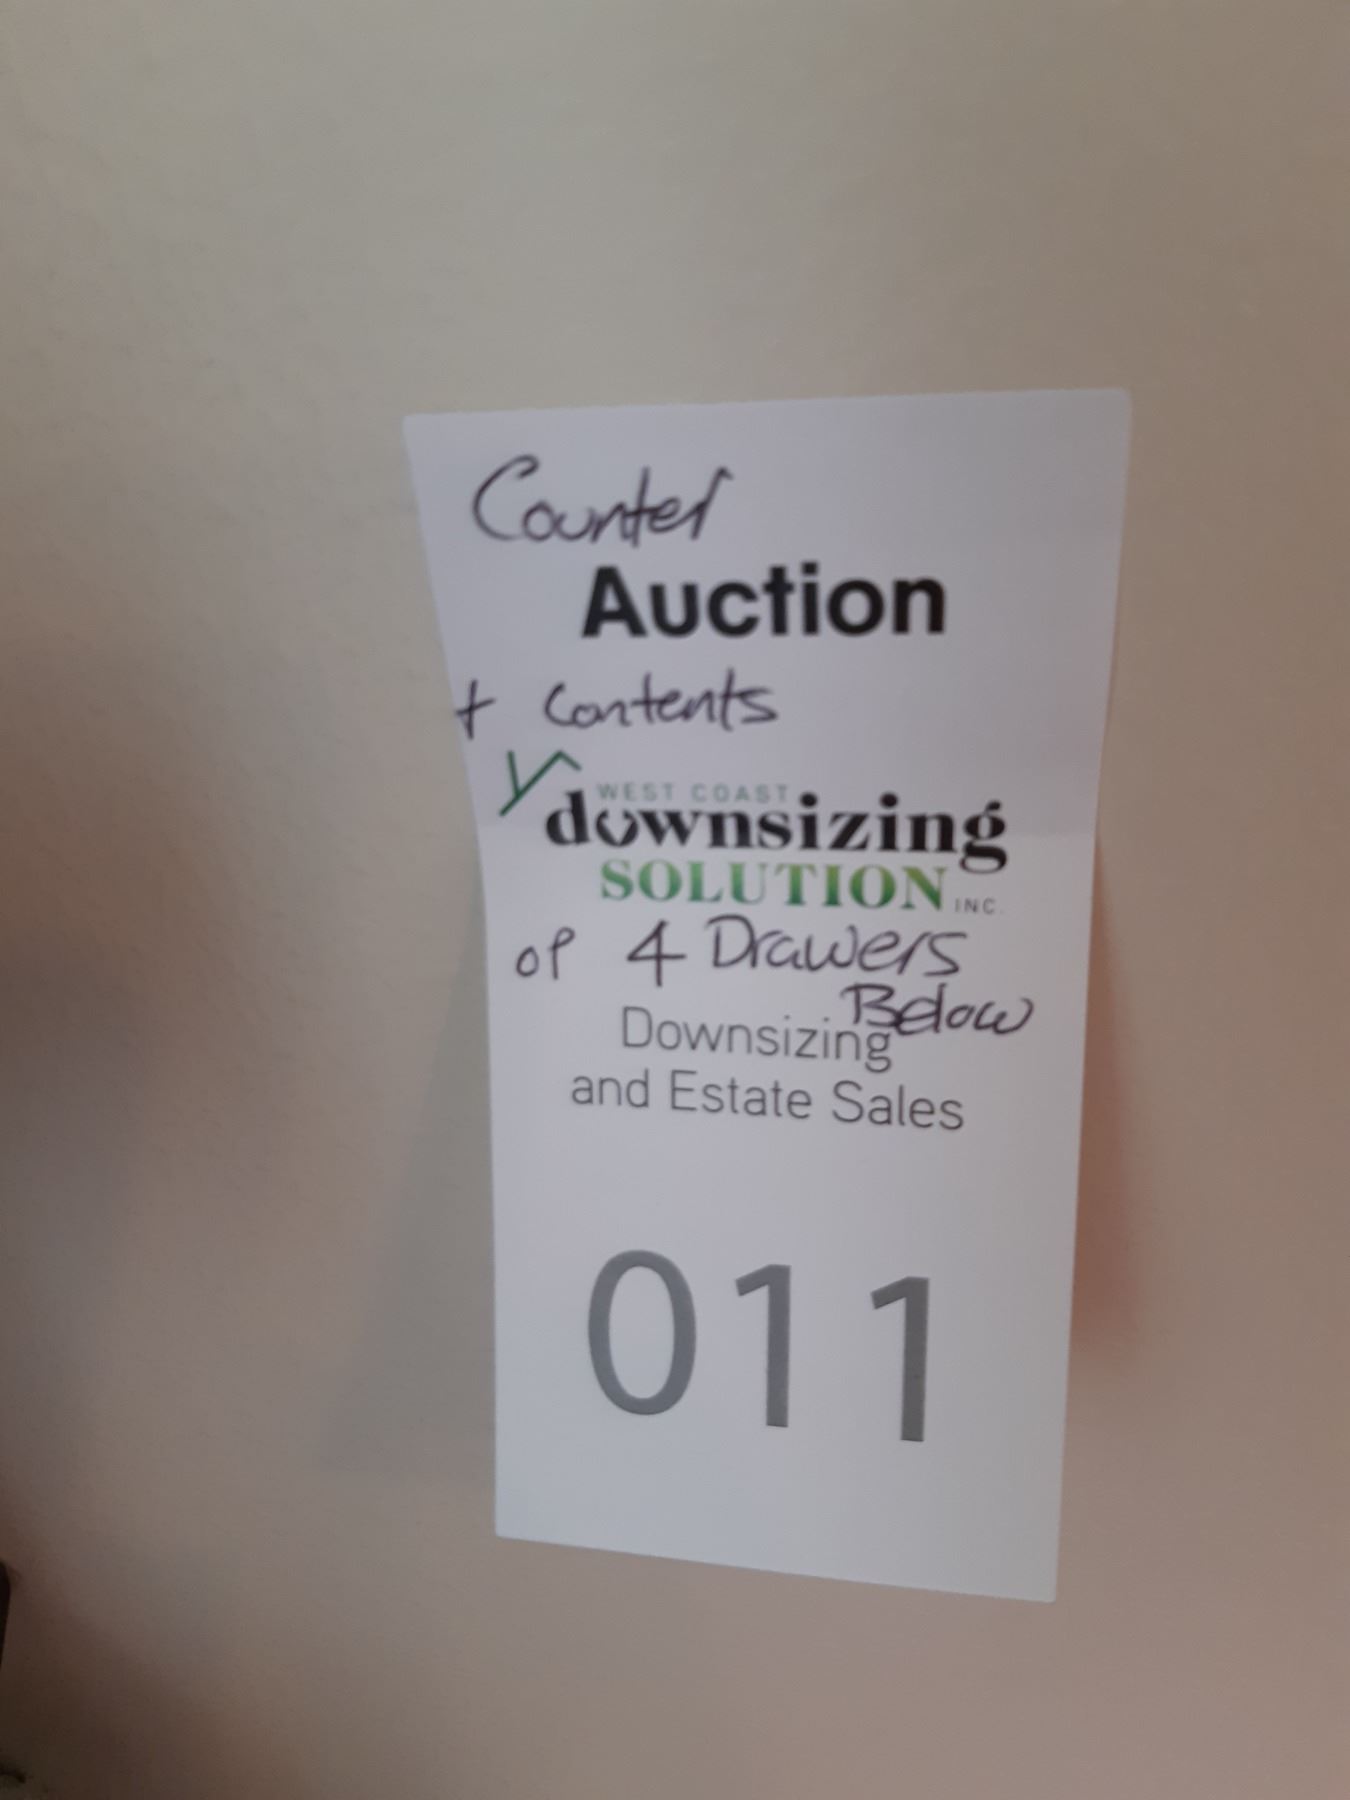 Counter
Auction
+ Contents
WEST COAST
downsizing
SOLUTION INC.
of 4 Drawers
Below
Downsizing
and Estate Sales
011